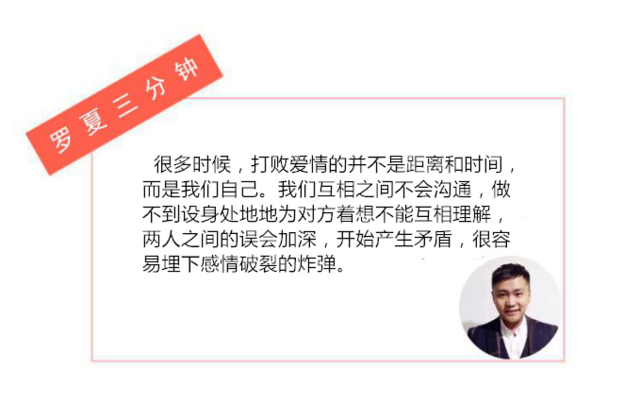 罗夏三分钟
很多时候，打败爱情的并不是距离和时间，
而是我们自己。我们互相之间不会沟通，做
不到设身处地地为对方着想不能互相理解，
两人之间的误会加深，开始产生矛盾，很容
易埋下感情破裂的炸弹。